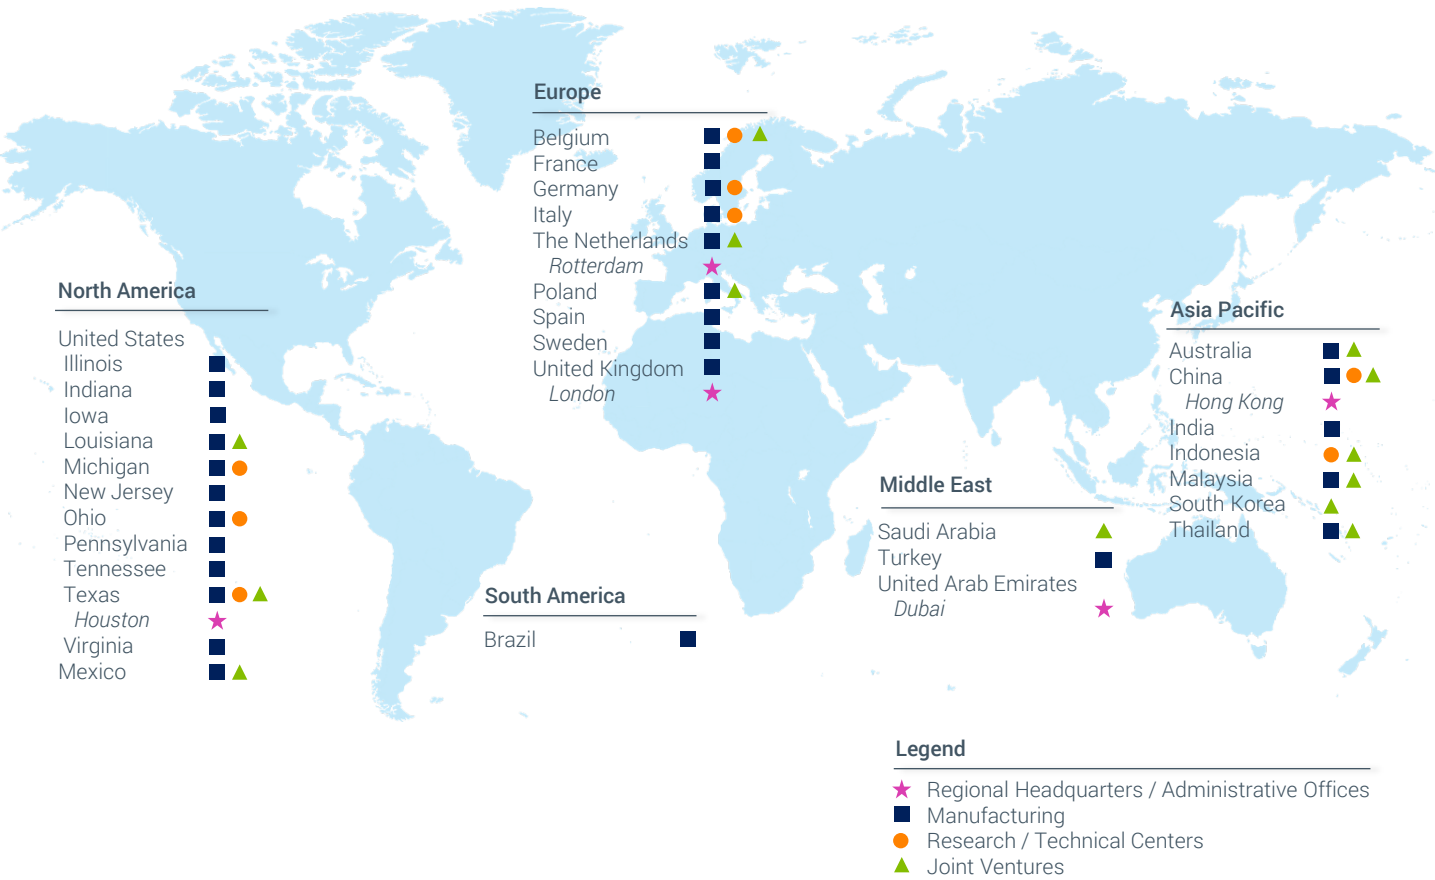 Europe
Belgium
France
Germany
Italy
The Netherlands
Rotterdam
Poland
Spain
Sweden
United Kingdom
London
North America
United States
Illinois
Indiana
Iowa
Louisiana
Michigan
New Jersey
Ohio
Pennsylvania
Tennessee
Texas
Houston
Virginia
Mexico
Asia Pacific
Australia
China
Hong Kong
India
Indonesia
Malaysia
South Korea
Thailand
Middle East
Saudi Arabia
Turkey
United Arab Emirates
Dubai
South America
Brazil
Legend
Regional Headquarters / Administrative Offices
Manufacturing
Research / Technical Centers
Joint Ventures